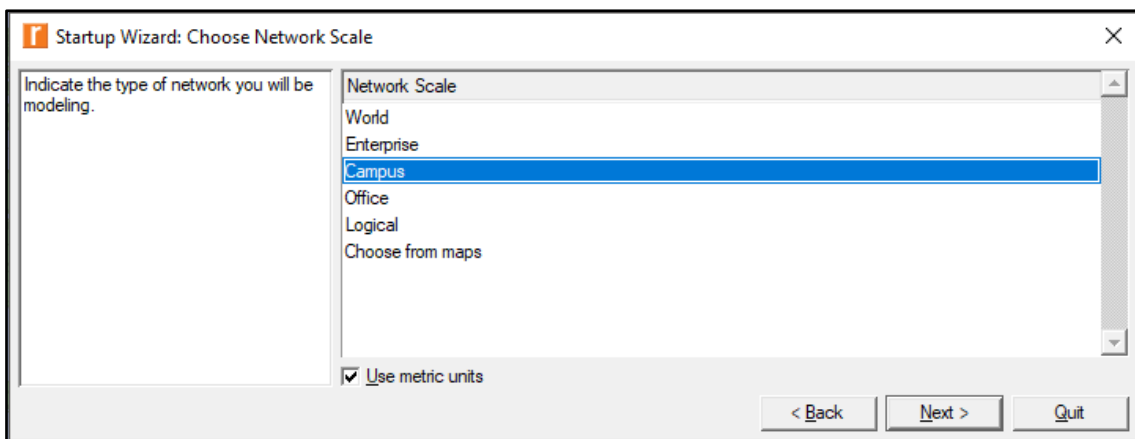 Startup Wizard: Choose Network Scale
Indicate the type of network you will be
modeling.
Network Scale
World
Enterprise
Campus
Office
Logical
Choose from maps
Use metric units
< Back
Next >
Quit